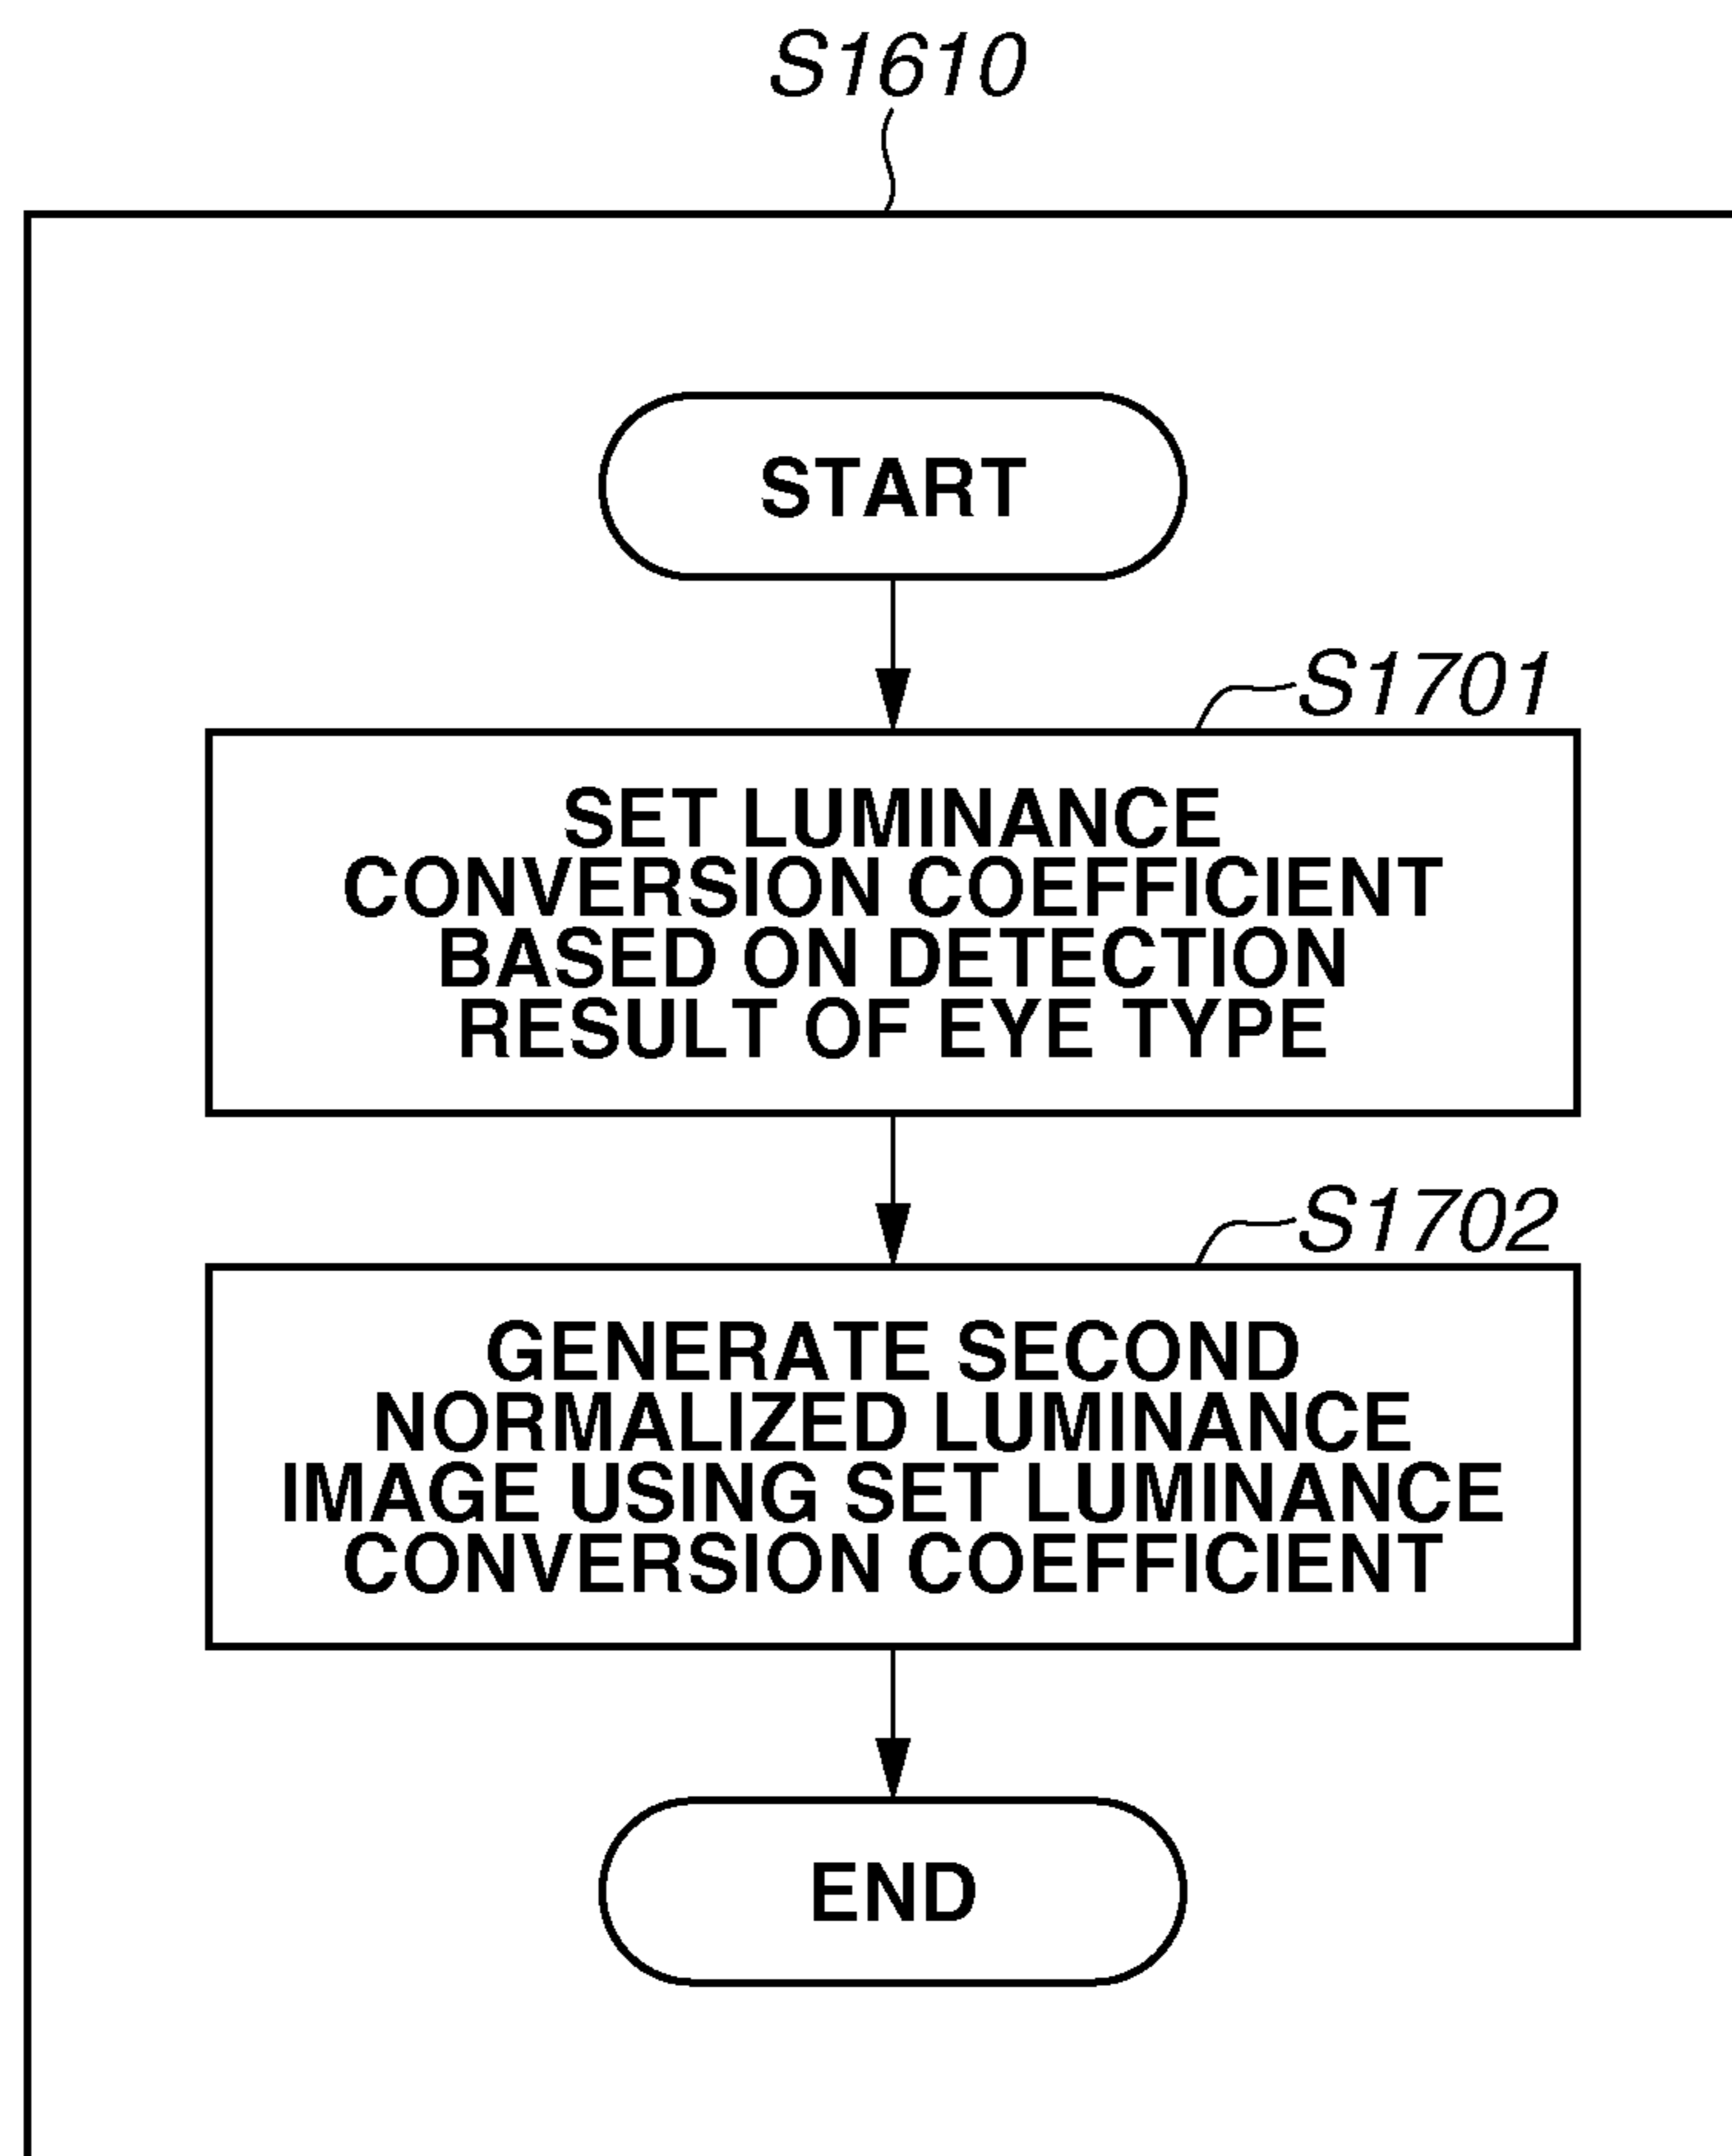 S1610
START
S1701
SET LUMINANCE
CONVERSION COEFFICIENT
BASED ON DETECTION
RESULT OF EYE TYPE
S1702
GENERATE SECOND
NORMALIZED LUMINANCE
IMAGE USING SET LUMINANCE
CONVERSION COEFFICIENT
END